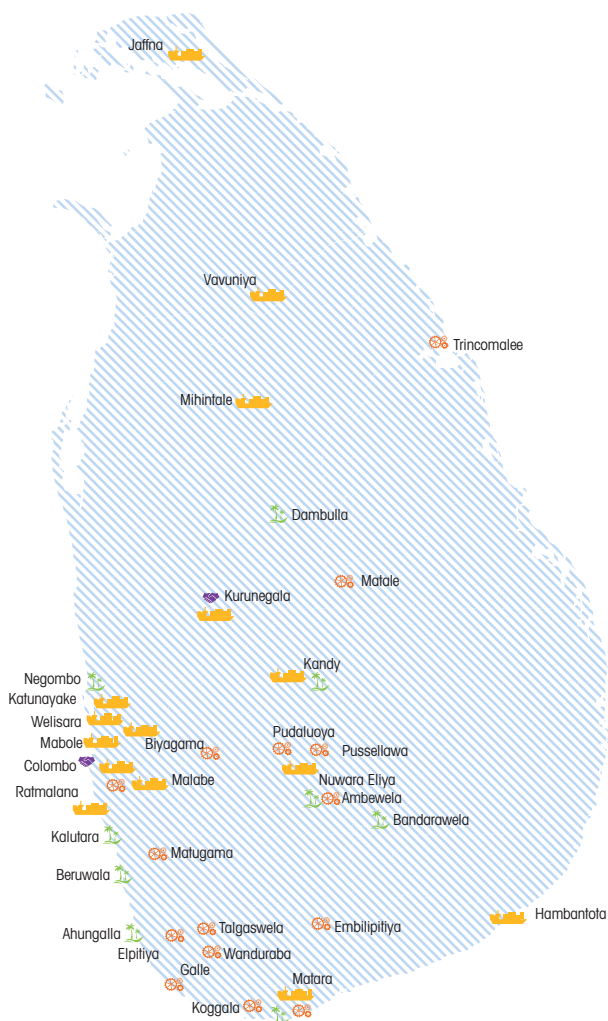 Jaffna
Vavuniya
Trincomalee
Mihintale
Dambulla
Matale
Kurunegala
Kandy
Negombo
Katunayake
Welisara
Mabole
Biyagama
Pudaluoya
Pussellawa
Colombo
Malabe
Nuwara Eliya
Ratmalana
Ambewela
Bandarawela
Kalutara
Matugama
Beruwala
Hambantota
Ahungalla
Talgaswela
Embilipitiya
Elpitiya
Wanduraba
Galle
Matara
Koggala